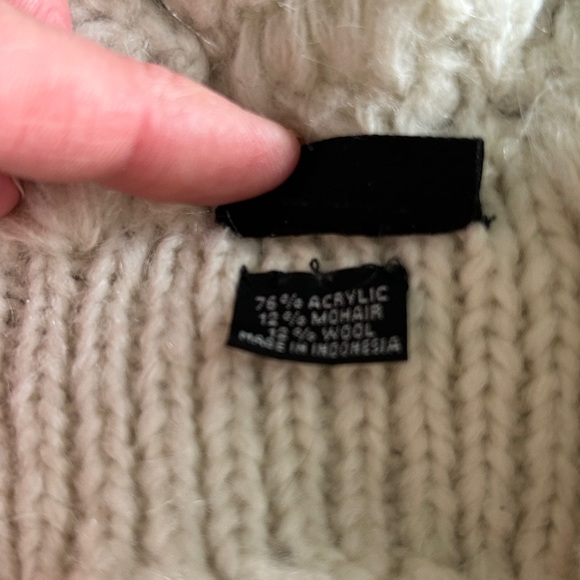 76% ACRYLIC
12% MOHAIR
12% WOOL
MADE IN INDONESIA